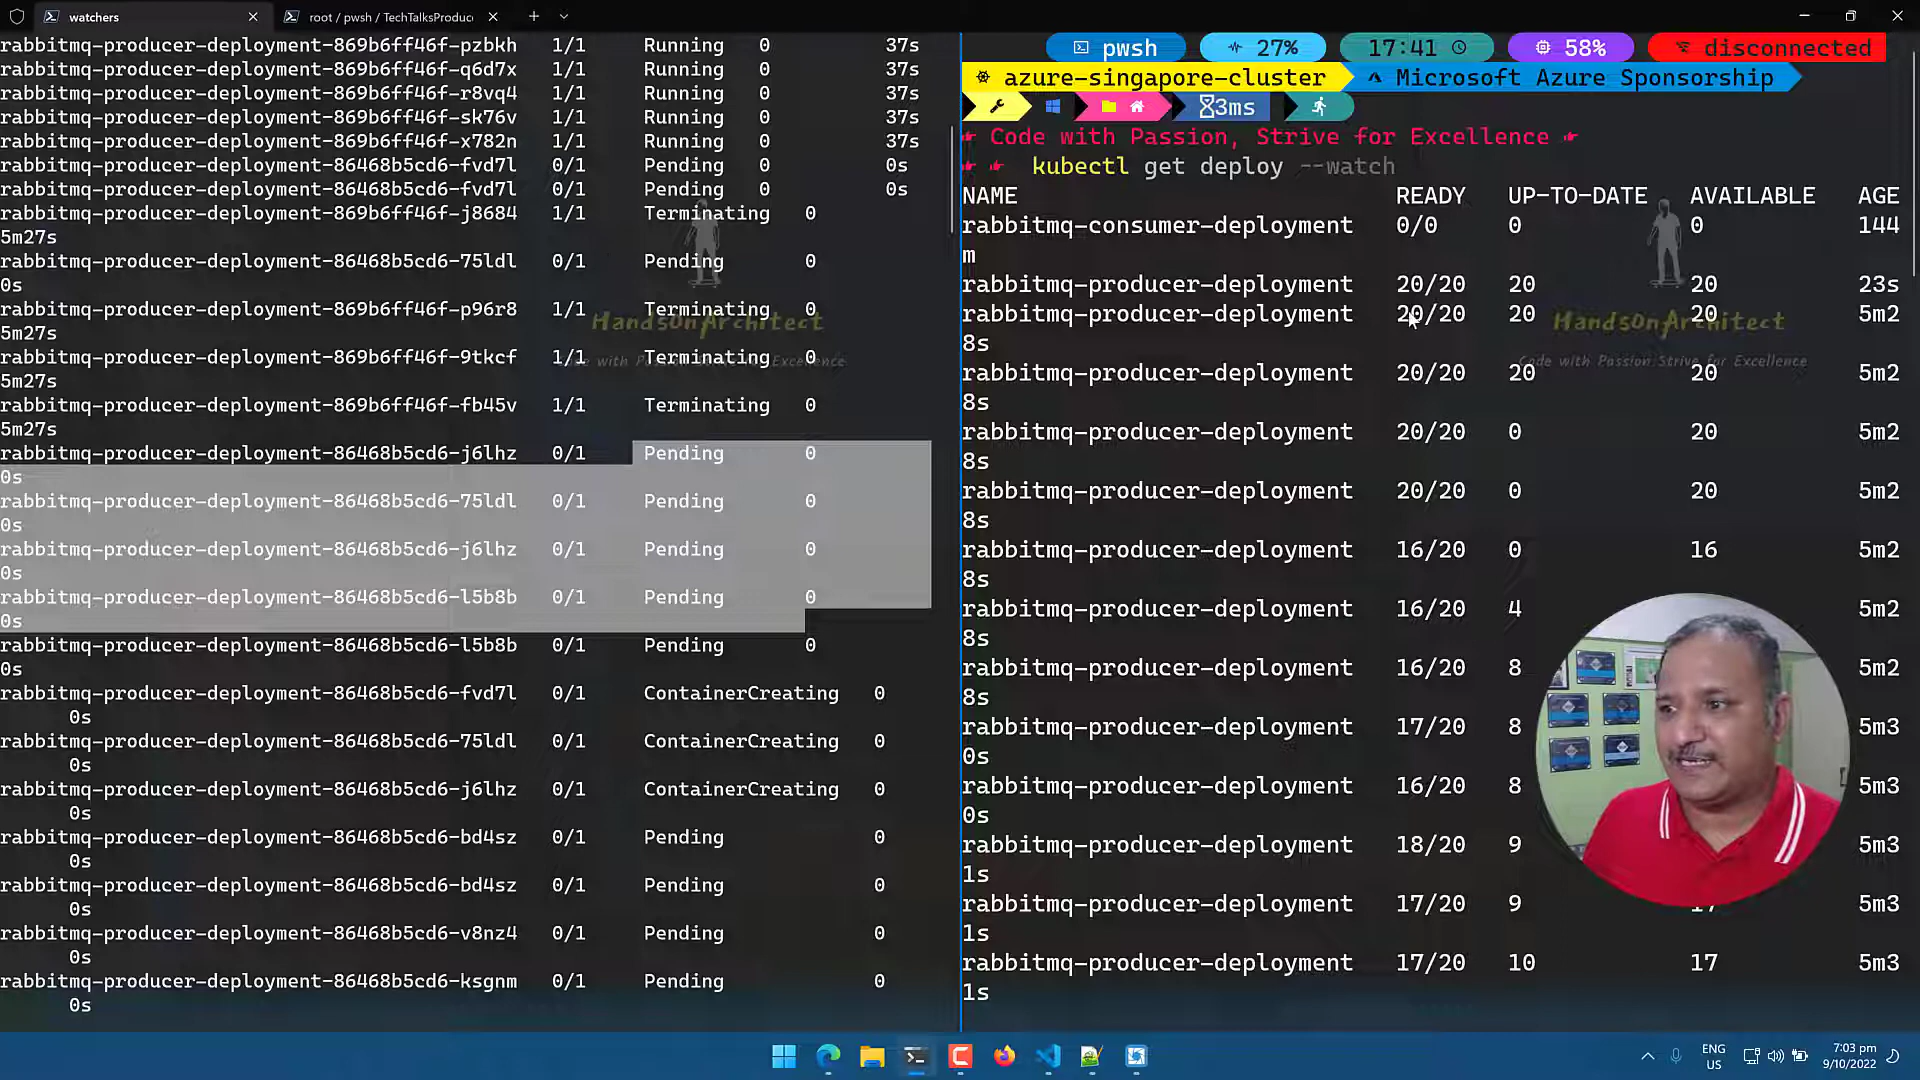 watchers
root / pwsh / TechTalksProduc
rabbitmq-producer-deployment-869b6ff46f-pzbkh 1/1 Running 0 37s
rabbitmq-producer-deployment-869b6ff46f-q6d7x 1/1 Running 0 37s
rabbitmq-producer-deployment-869b6ff46f-r8vq4 1/1 Running 0 37s
rabbitmq-producer-deployment-869b6ff46f-sk76v 1/1 Running 0 37s
rabbitmq-producer-deployment-869b6ff46f-x782n 1/1 Running 0 37s
rabbitmq-producer-deployment-86468b5cd6-fvd7l 0/1 Pending 0 0s
rabbitmq-producer-deployment-86468b5cd6-fvd7l 0/1 Pending 0 0s
rabbitmq-producer-deployment-869b6ff46f-j8684 1/1 Terminating 0
5m27s
rabbitmq-producer-deployment-86468b5cd6-75ldl 0/1 Pending 0
0s
rabbitmq-producer-deployment-869b6ff46f-p96r8 1/1 Terminating 0
5m27s
rabbitmq-producer-deployment-869b6ff46f-9tkcf 1/1 Terminating 0
5m27s
rabbitmq-producer-deployment-869b6ff46f-fb45v 1/1 Terminating 0
5m27s
rabbitmq-producer-deployment-86468b5cd6-j6lhz 0/1 Pending 0
0s
rabbitmq-producer-deployment-86468b5cd6-75ldl 0/1 Pending 0
0s
rabbitmq-producer-deployment-86468b5cd6-j6lhz 0/1 Pending 0
0s
rabbitmq-producer-deployment-86468b5cd6-l5b8b 0/1 Pending 0
0s
rabbitmq-producer-deployment-86468b5cd6-l5b8b 0/1 Pending 0
0s
rabbitmq-producer-deployment-86468b5cd6-fvd7l 0/1 ContainerCreating 0
0s
rabbitmq-producer-deployment-86468b5cd6-75ldl 0/1 ContainerCreating 0
0s
rabbitmq-producer-deployment-86468b5cd6-j6lhz 0/1 ContainerCreating 0
0s
rabbitmq-producer-deployment-86468b5cd6-bd4sz 0/1 Pending 0
0s
rabbitmq-producer-deployment-86468b5cd6-bd4sz 0/1 Pending 0
0s
rabbitmq-producer-deployment-86468b5cd6-v8nz4 0/1 Pending 0
0s
rabbitmq-producer-deployment-86468b5cd6-ksgnm 0/1 Pending 0
0s
HandsOnArchitect
Code with Passion Strive for Excellence
pwsh 27% 17:41 58% disconnected
azure-singapore-cluster Microsoft Azure Sponsorship
3ms
Code with Passion, Strive for Excellence
kubectl get deploy --watch
NAME READY UP-TO-DATE AVAILABLE AGE
rabbitmq-consumer-deployment 0/0 0 0 144
m
rabbitmq-producer-deployment 20/20 20 20 23s
rabbitmq-producer-deployment 20/20 20 20 5m2
8s
rabbitmq-producer-deployment 20/20 20 20 5m2
8s
rabbitmq-producer-deployment 20/20 0 20 5m2
8s
rabbitmq-producer-deployment 20/20 0 20 5m2
8s
rabbitmq-producer-deployment 16/20 0 16 5m2
8s
rabbitmq-producer-deployment 16/20 4 5m2
8s
rabbitmq-producer-deployment 16/20 8 5m2
8s
rabbitmq-producer-deployment 17/20 8 5m3
0s
rabbitmq-producer-deployment 16/20 8 5m3
0s
rabbitmq-producer-deployment 18/20 9 5m3
1s
rabbitmq-producer-deployment 17/20 9 17 5m3
1s
rabbitmq-producer-deployment 17/20 10 17 5m3
1s
HandsOnArchitect
Code with Passion Strive for Excellence
ENG
US
7:03 pm
9/10/2022